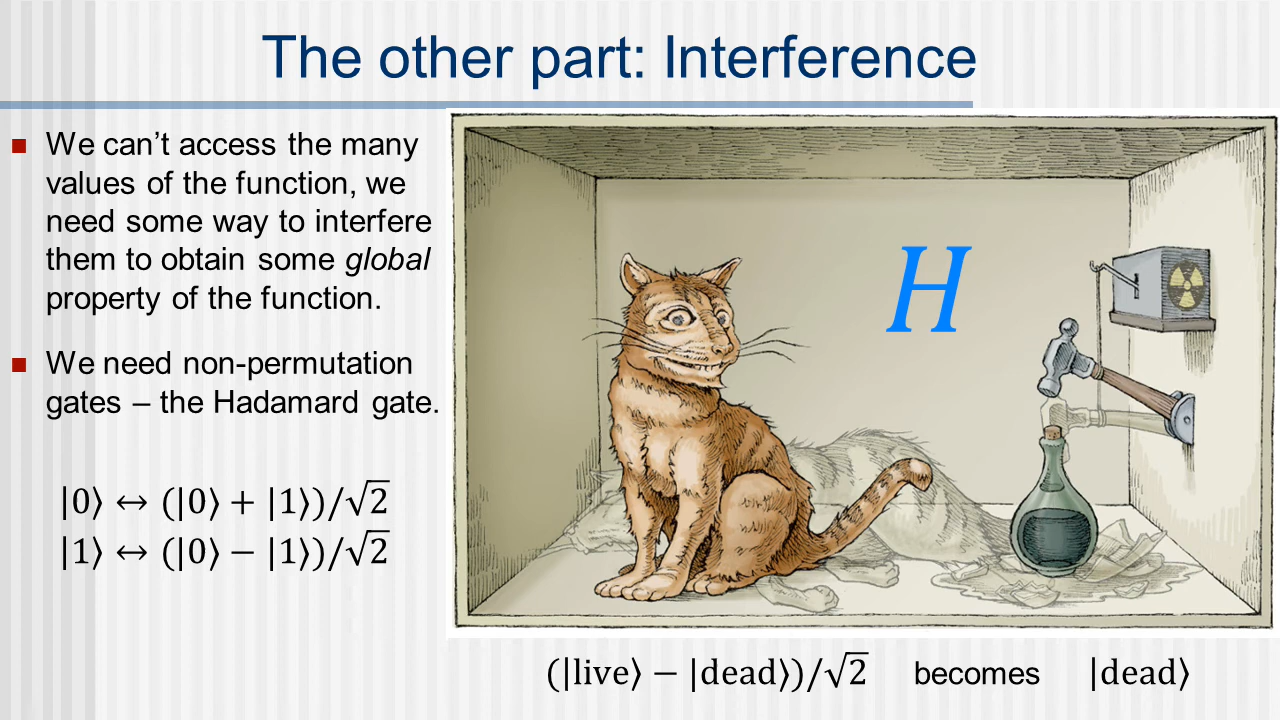 The other part: Interference
We can’t access the many
values of the function, we
need some way to interfere
them to obtain some global
property of the function.
We need non-permutation
gates – the Hadamard gate.
|0⟩ ↔ (|0⟩ + |1⟩)/√2
|1⟩ ↔ (|0⟩ − |1⟩)/√2
H
(|live⟩ − |dead⟩)/√2 becomes |dead⟩